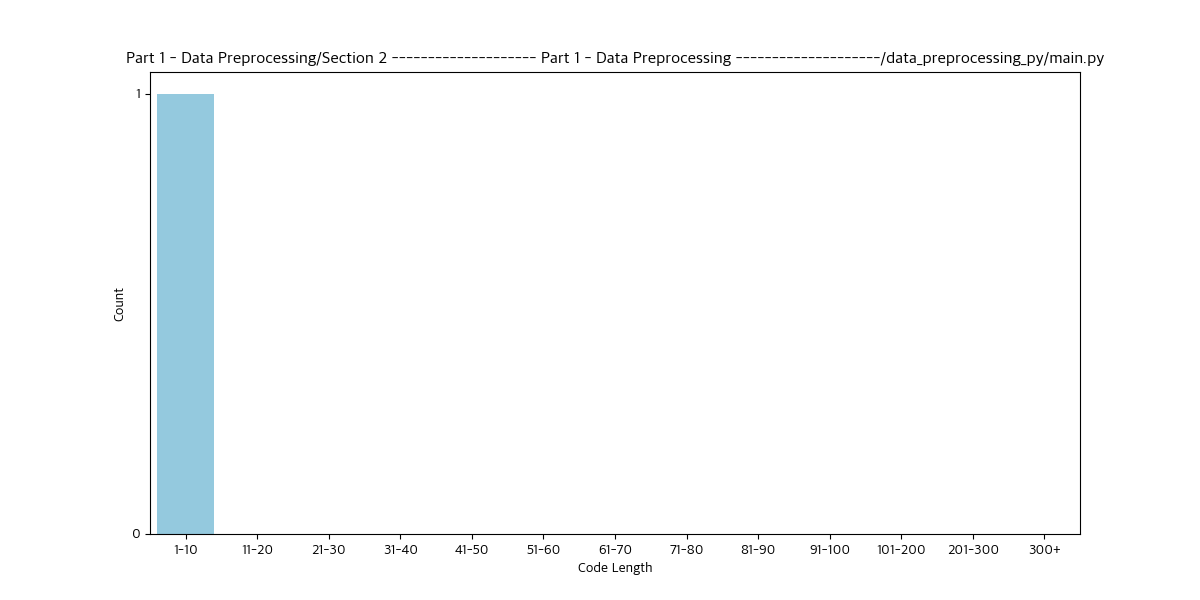 Part 1 - Data Preprocessing/Section 2 -------------------- Part 1 - Data Preprocessing --------------------/data_preprocessing_py/main.py
1
Count
0
1-10 11-20 21-30 31-40 41-50 51-60 61-70 71-80 81-90 91-100 101-200 201-300 300+
Code Length